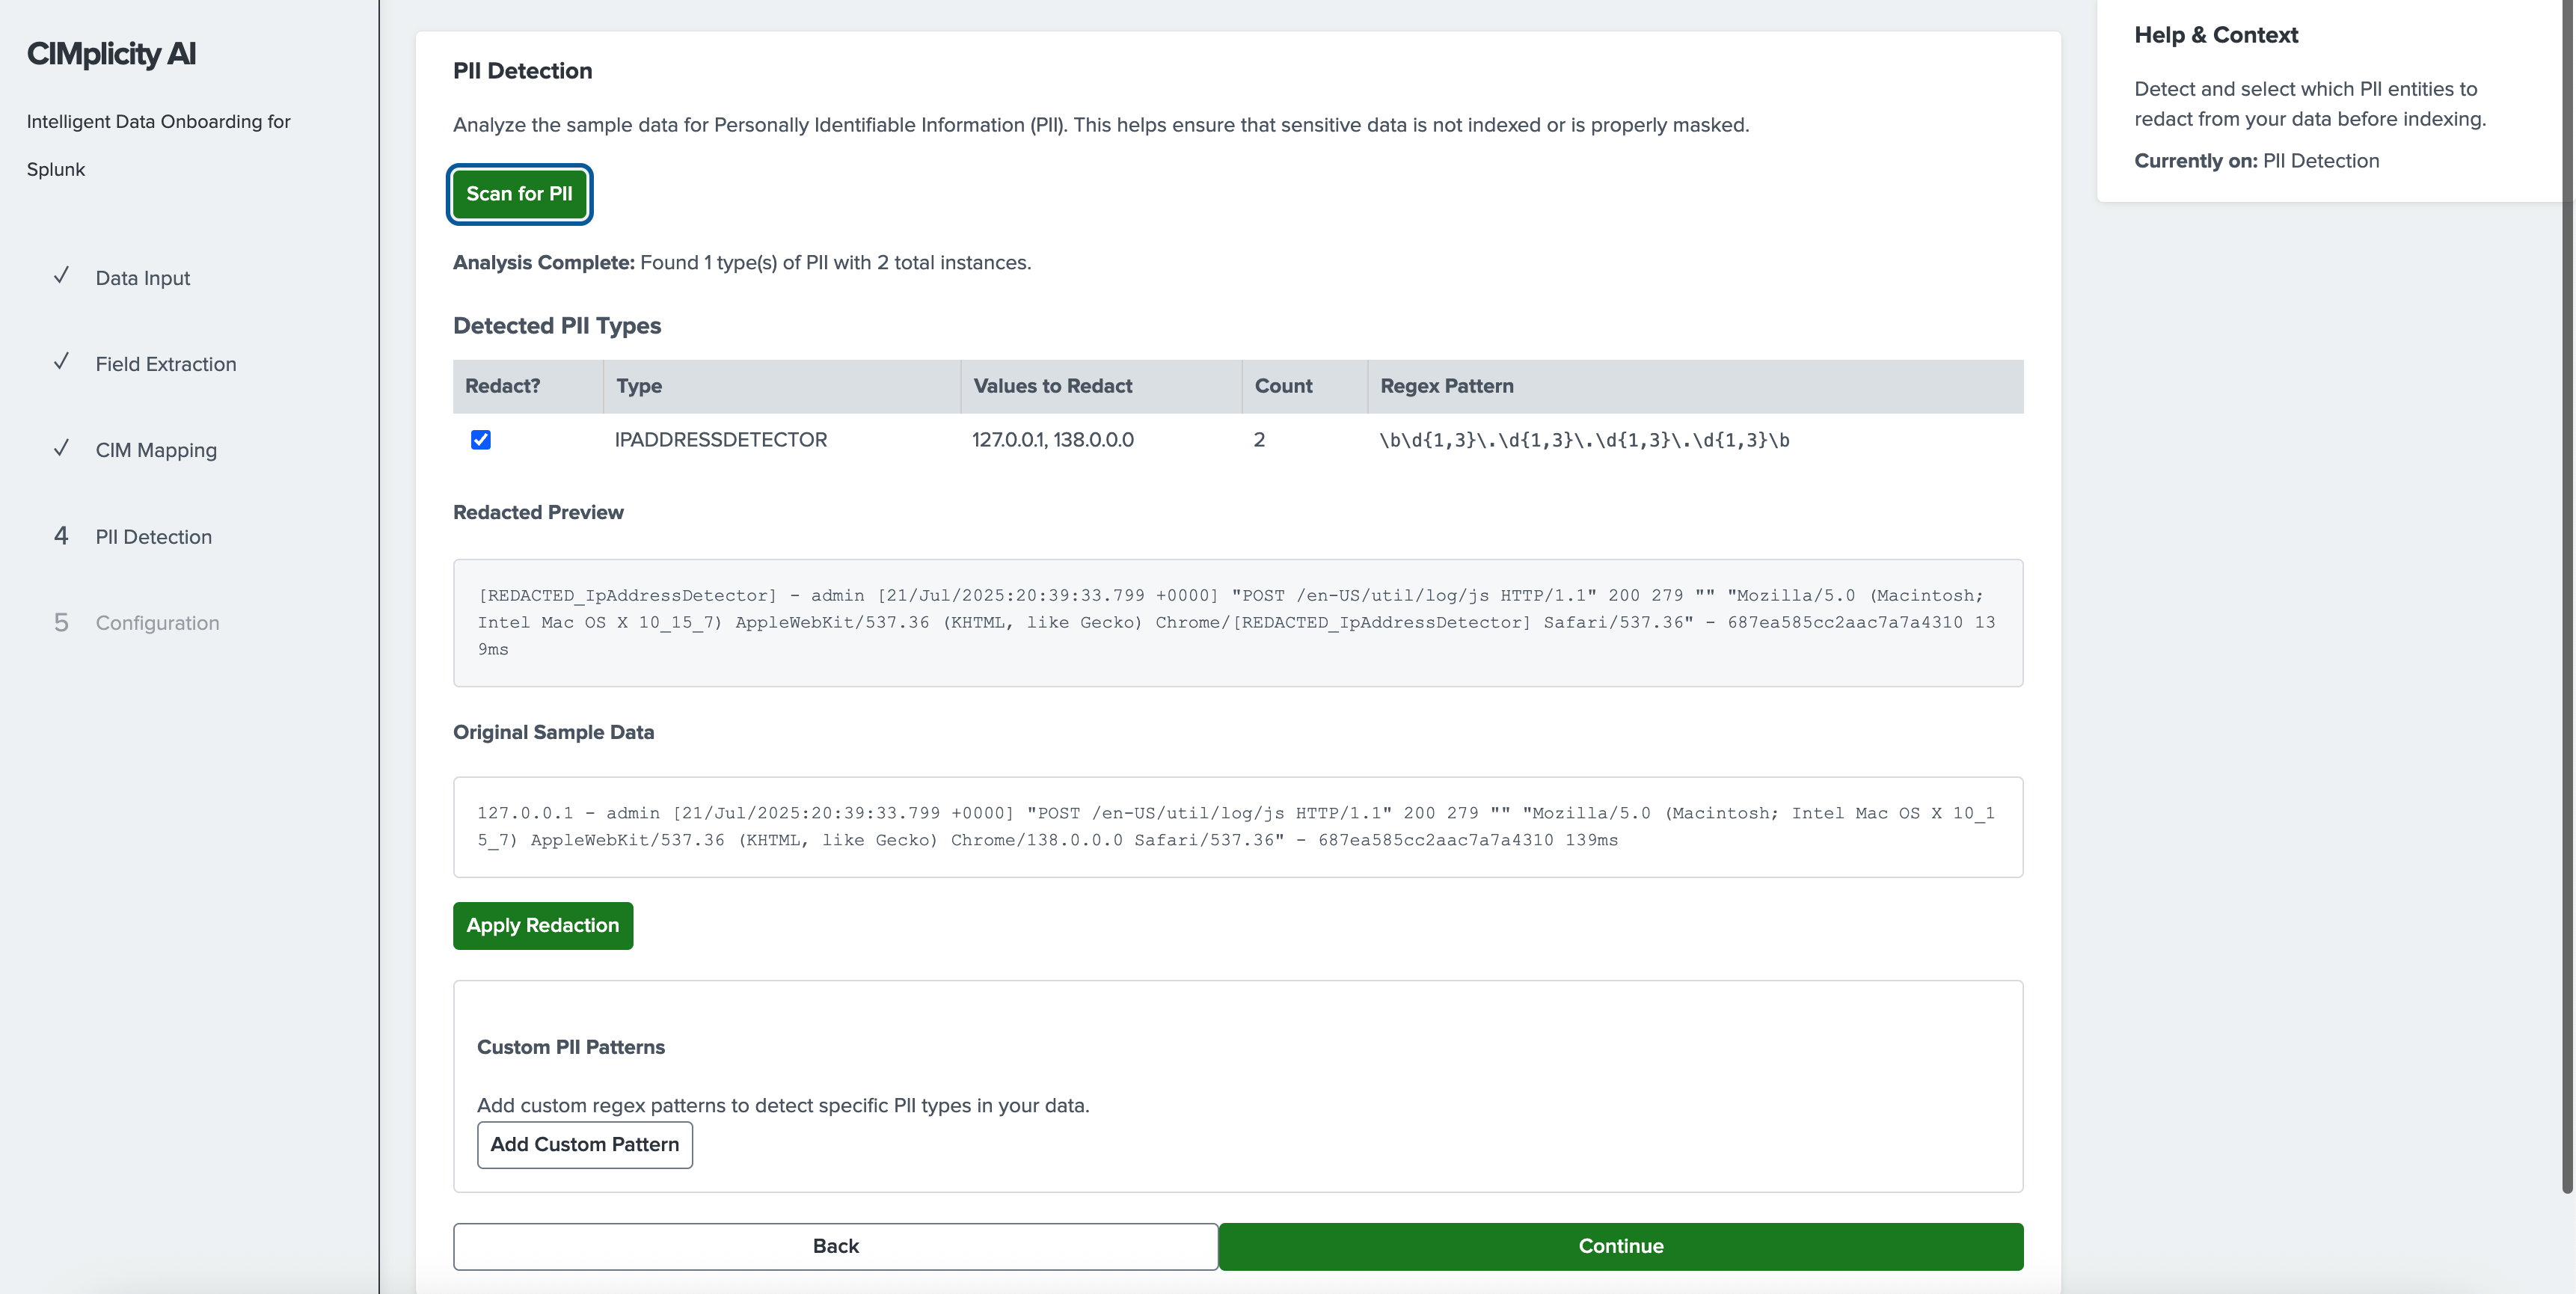 CIMplicity AI
Intelligent Data Onboarding for
Splunk
Data Input
Field Extraction
CIM Mapping
4 PII Detection
5 Configuration
PII Detection
Analyze the sample data for Personally Identifiable Information (PII). This helps ensure that sensitive data is not indexed or is properly masked.
Scan for PII
Analysis Complete: Found 1 type(s) of PII with 2 total instances.
Detected PII Types
Redact? Type Values to Redact Count Regex Pattern
IPADDRESSDETECTOR 127.0.0.1, 138.0.0.0 2 \b\d{1,3}\.\d{1,3}\.\d{1,3}\.\d{1,3}\b
Redacted Preview
[REDACTED_IpAddressDetector] - admin [21/Jul/2025:20:39:33.799 +0000] "POST /en-US/util/log/js HTTP/1.1" 200 279 "" "Mozilla/5.0 (Macintosh;
Intel Mac OS X 10_15_7) AppleWebKit/537.36 (KHTML, like Gecko) Chrome/[REDACTED_IpAddressDetector] Safari/537.36" - 687ea585cc2aac7a7a4310 13
9ms
Original Sample Data
127.0.0.1 - admin [21/Jul/2025:20:39:33.799 +0000] "POST /en-US/util/log/js HTTP/1.1" 200 279 "" "Mozilla/5.0 (Macintosh; Intel Mac OS X 10_1
5_7) AppleWebKit/537.36 (KHTML, like Gecko) Chrome/138.0.0.0 Safari/537.36" - 687ea585cc2aac7a7a4310 139ms
Apply Redaction
Custom PII Patterns
Add custom regex patterns to detect specific PII types in your data.
Add Custom Pattern
Back
Continue
Help & Context
Detect and select which PII entities to
redact from your data before indexing.
Currently on: PII Detection